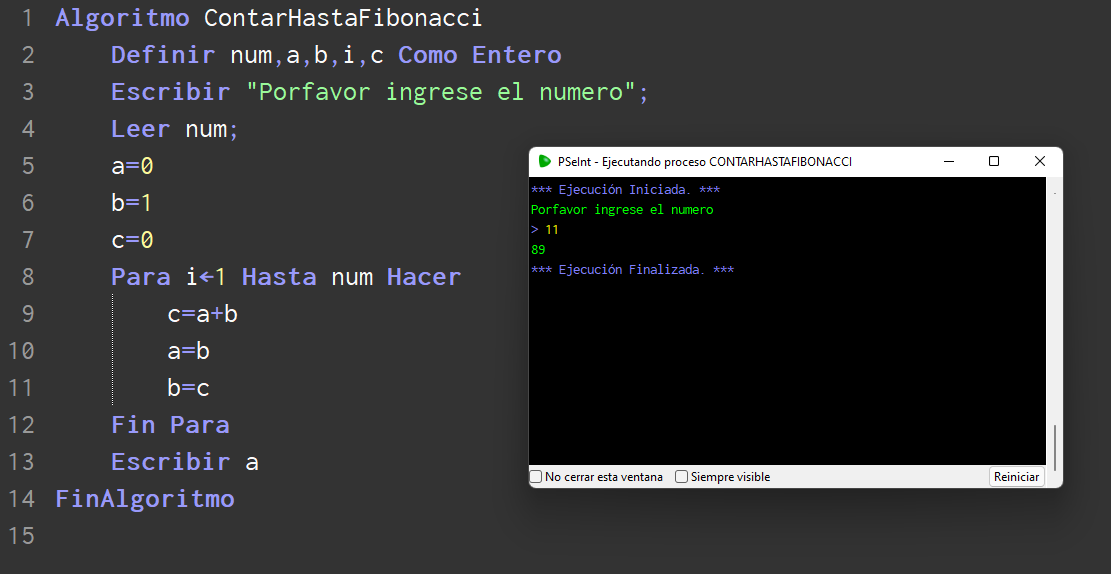 1 Algoritmo ContarHastaFibonacci
2 Definir num,a,b,i,c Como Entero
3 Escribir "Porfavor ingrese el numero";
4 Leer num;
5 a=0
6 b=1
7 c=0
8 Para i←1 Hasta num Hacer
9 c=a+b
10 a=b
11 b=c
12 Fin Para
13 Escribir a
14 FinAlgoritmo
15
PSeInt - Ejecutando proceso CONTARHASTAFIBONACCI
*** Ejecución Iniciada. ***
Porfavor ingrese el numero
> 11
89
*** Ejecución Finalizada. ***
No cerrar esta ventana Siempre visible Reiniciar